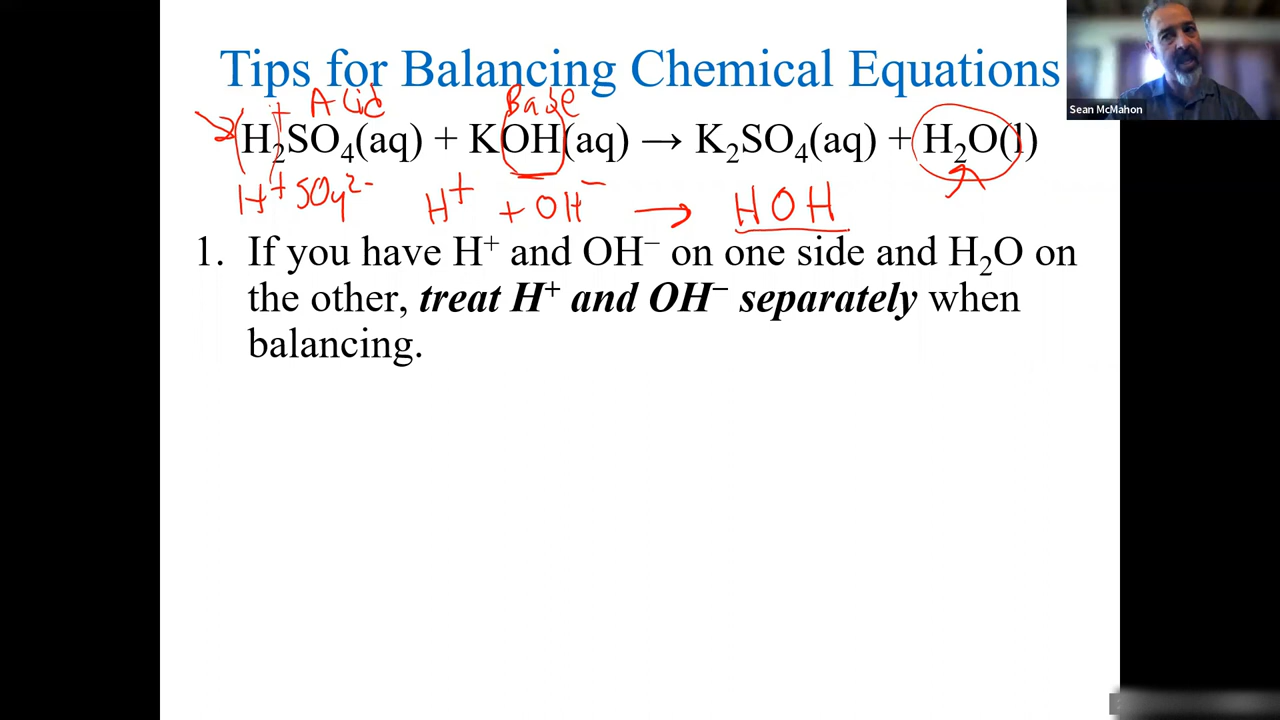 Tips for Balancing Chemical Equations
Sean McMahon
+ Acid Base
H₂SO₄(aq) + KOH(aq) → K₂SO₄(aq) + H₂O(l)
H⁺ SO₄²⁻ H⁺ + OH⁻ → HOH
1. If you have H⁺ and OH⁻ on one side and H₂O on
the other, treat H⁺ and OH⁻ separately when
balancing.